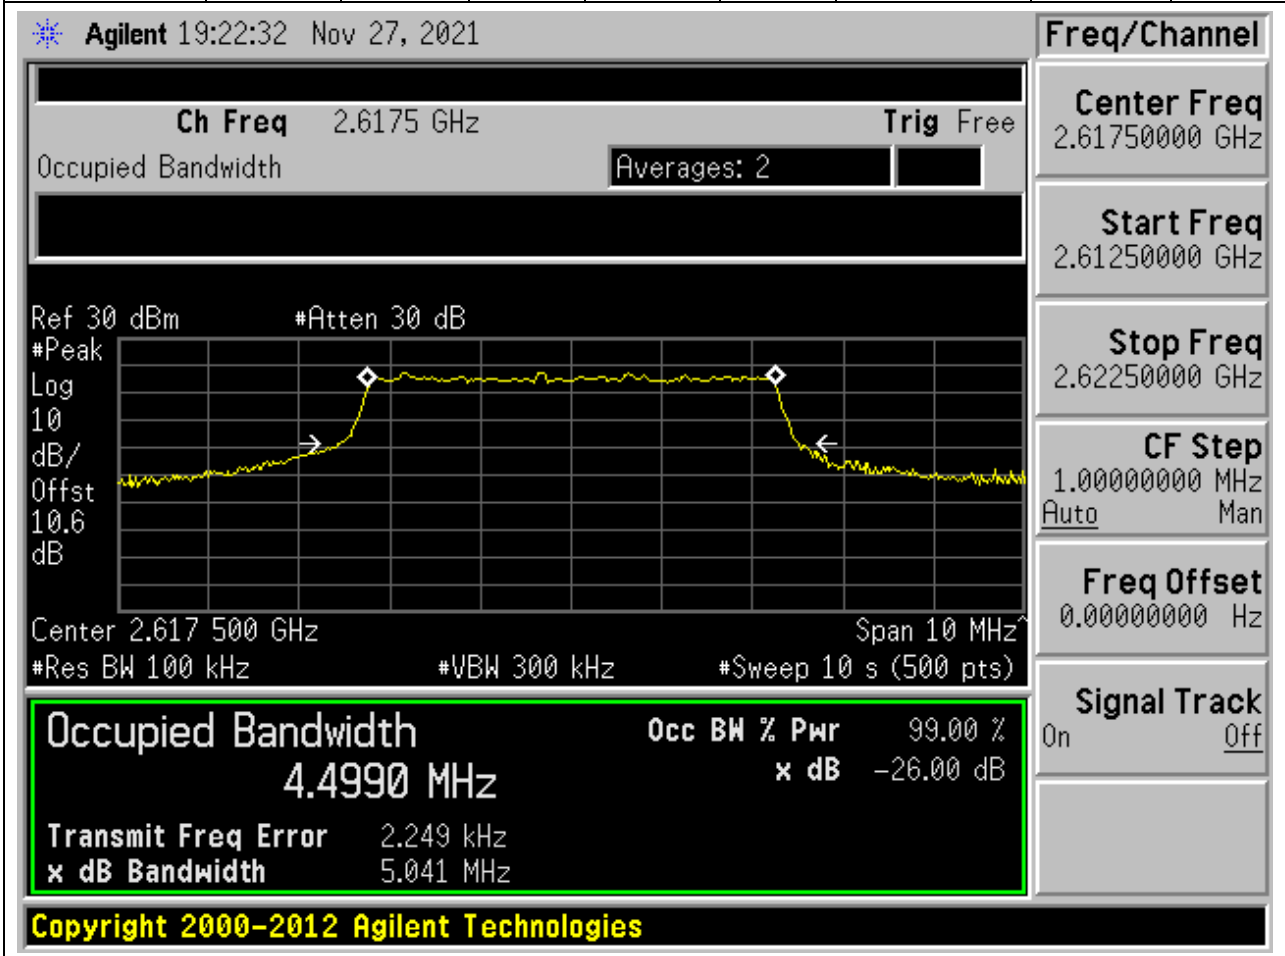 Agilent 19:22:32 Nov 27, 2021
Ch Freq 2.6175 GHz Trig Free
Occupied Bandwidth Averages: 2
Ref 30 dBm #Atten 30 dB
#Peak
Log
10
dB/
Offst
10.6
dB
Center 2.617 500 GHz Span 10 MHz^
#Res BW 100 kHz #VBW 300 kHz #Sweep 10 s (500 pts)
Occupied Bandwidth Occ BW % Pwr 99.00 %
4.4990 MHz x dB -26.00 dB
Transmit Freq Error 2.249 kHz
x dB Bandwidth 5.041 MHz
Copyright 2000-2012 Agilent Technologies
Freq/Channel
Center Freq
2.61750000 GHz
Start Freq
2.61250000 GHz
Stop Freq
2.62250000 GHz
CF Step
1.00000000 MHz
Auto Man
Freq Offset
0.00000000 Hz
Signal Track
On Off